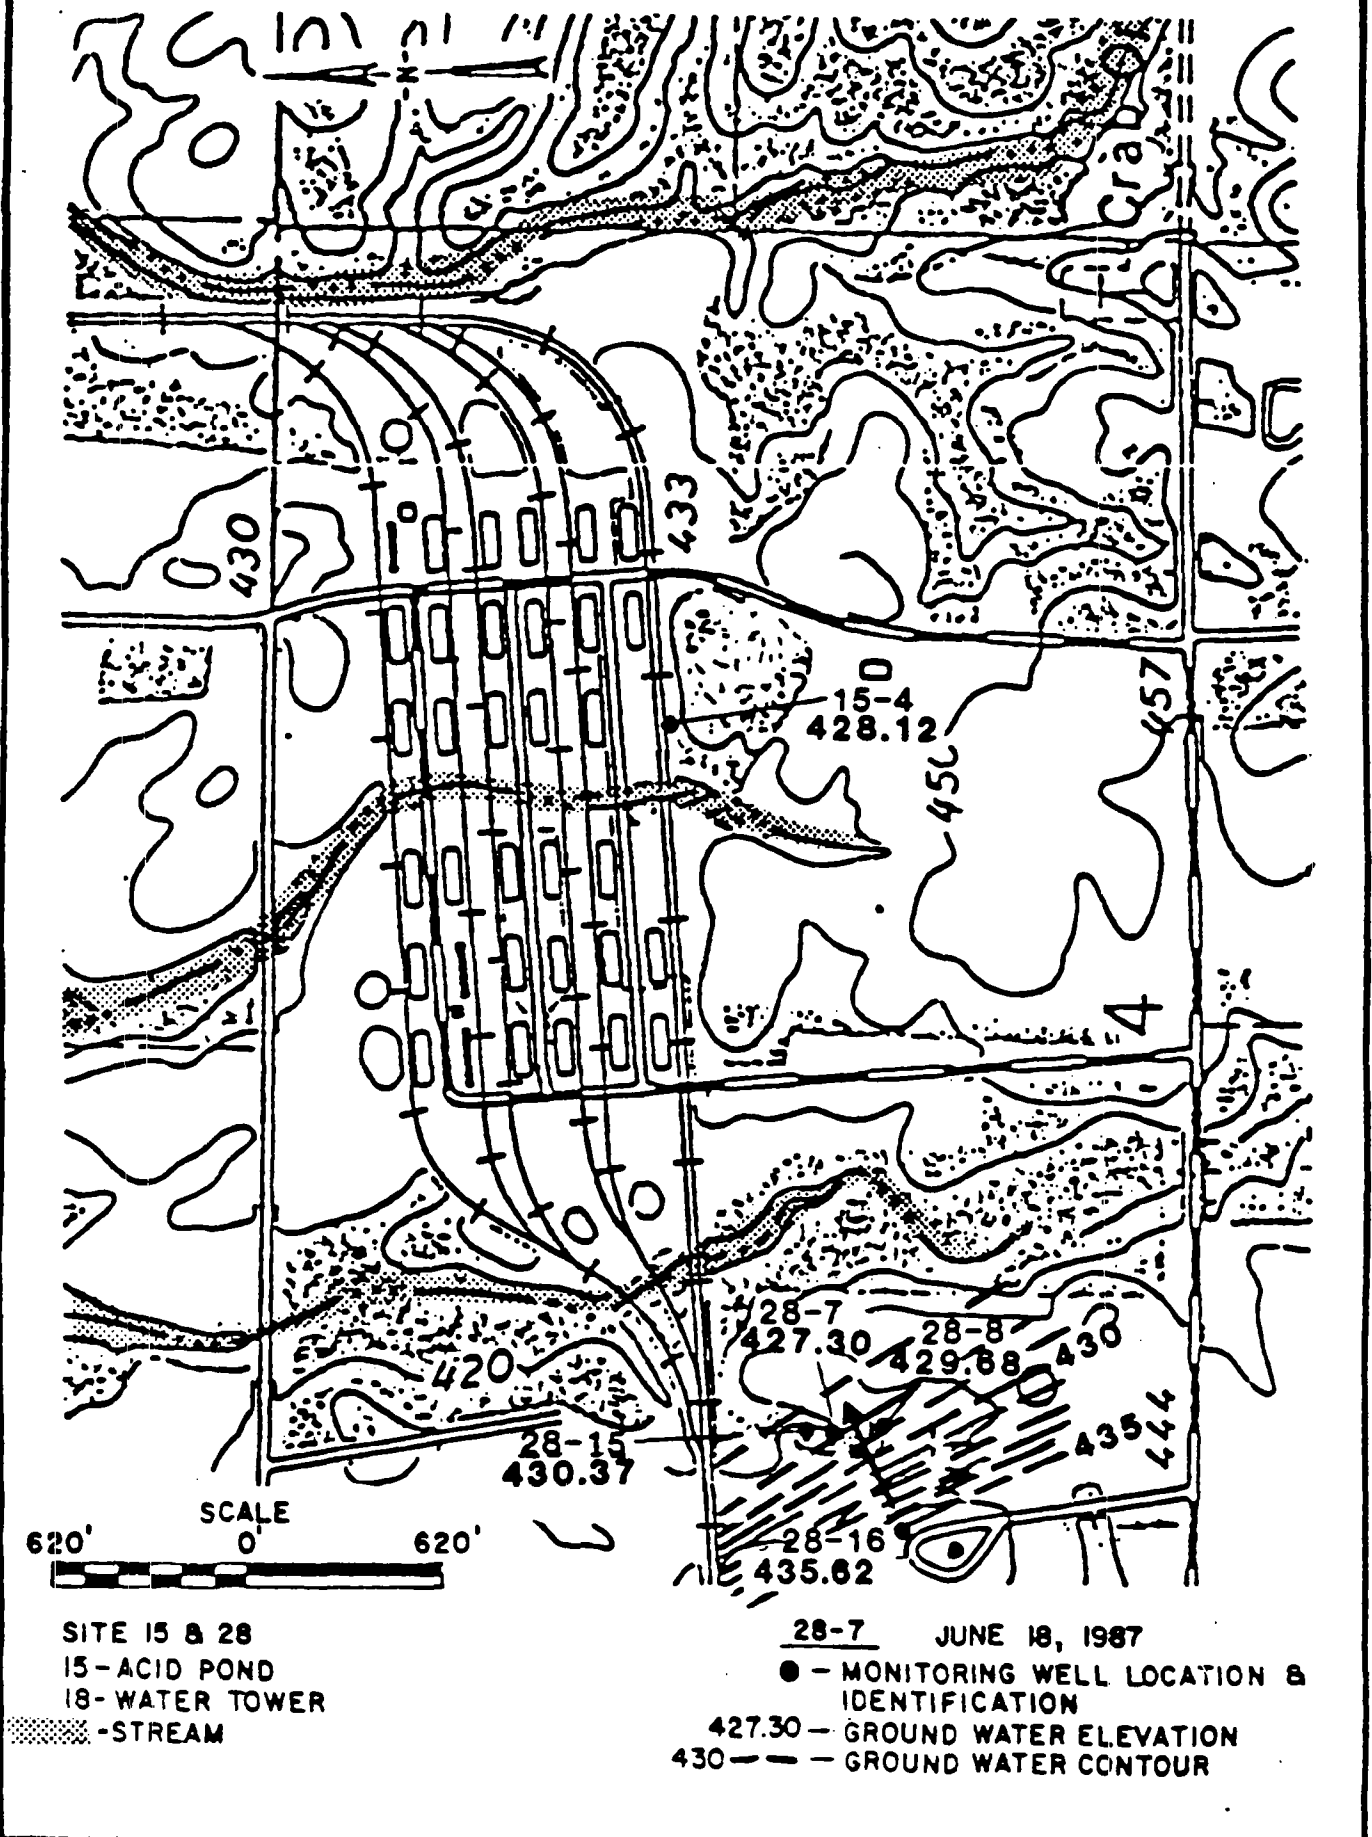 N
Crab
430
433
15-4
428.12
457
450
4
28-7
427.30
28-8
429.68
430
420
435
444
28-15
430.37
28-16
435.62
SCALE
620' 0' 620'
SITE 15 & 28
15-ACID POND
18-WATER TOWER
-STREAM
28-7 JUNE 18, 1987
- MONITORING WELL LOCATION &
IDENTIFICATION
427.30 - GROUND WATER ELEVATION
430 — — — GROUND WATER CONTOUR